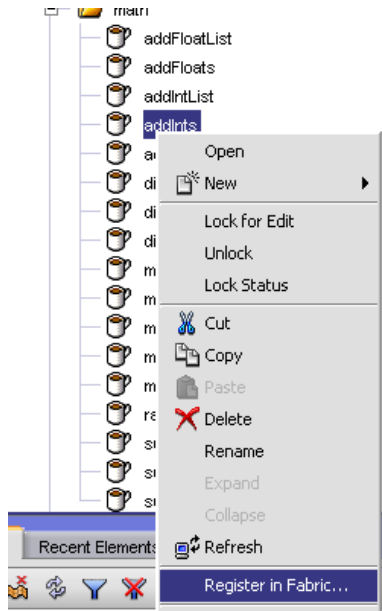 math
addFloatList
addFloats
addIntList
addInts
Open
New
Lock for Edit
Unlock
Lock Status
Cut
Copy
Paste
Delete
Rename
Expand
Collapse
Refresh
Recent Elements
Register in Fabric...